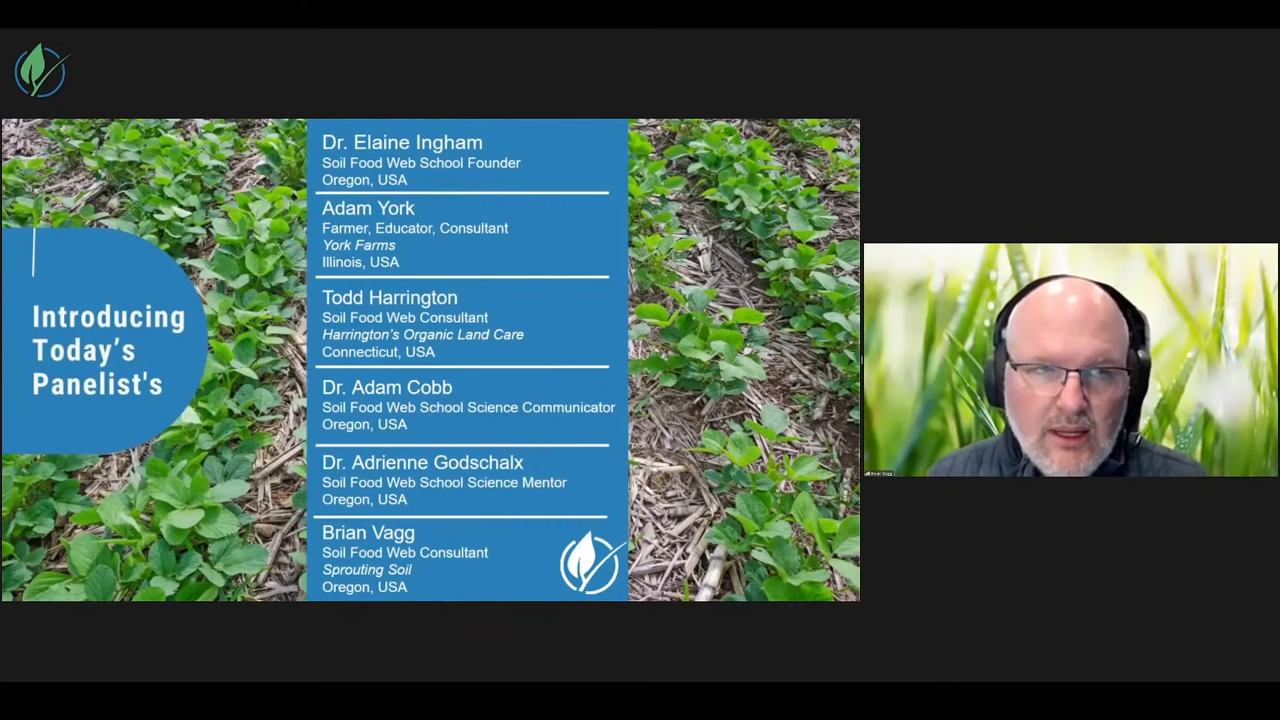 Introducing
Today’s
Panelist's
Dr. Elaine Ingham
Soil Food Web School Founder
Oregon, USA
Adam York
Farmer, Educator, Consultant
York Farms
Illinois, USA
Todd Harrington
Soil Food Web Consultant
Harrington’s Organic Land Care
Connecticut, USA
Dr. Adam Cobb
Soil Food Web School Science Communicator
Oregon, USA
Dr. Adrienne Godschalx
Soil Food Web School Science Mentor
Oregon, USA
Brian Vagg
Soil Food Web Consultant
Sprouting Soil
Oregon, USA
Brian Vagg